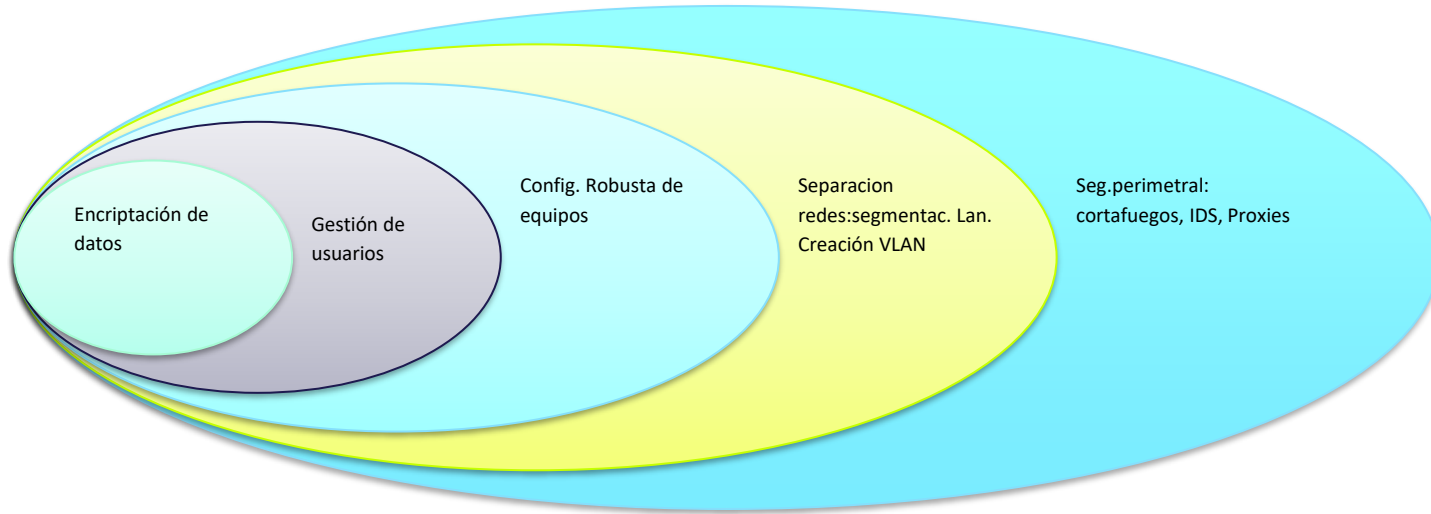 Encriptación de
datos
Gestión de
usuarios
Config. Robusta de
equipos
Separacion
redes:segmentac. Lan.
Creación VLAN
Seg.perimetral:
cortafuegos, IDS, Proxies